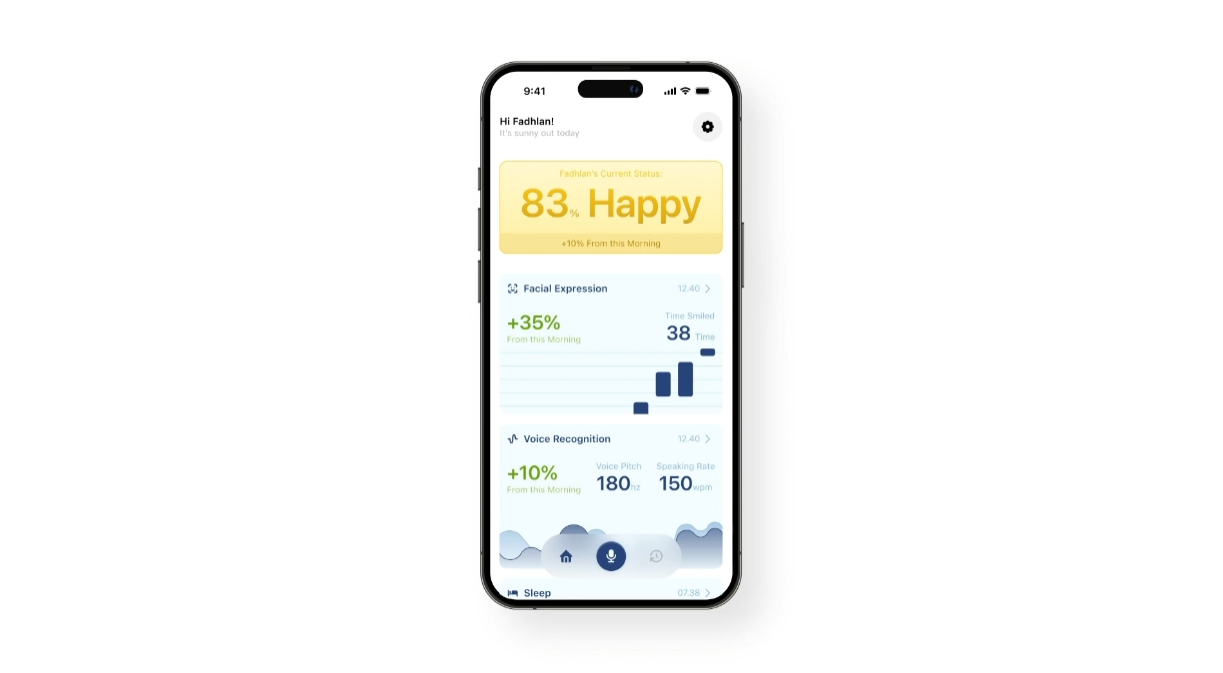 9:41
Hi Fadhlan!
It's sunny out today
Fadhlan's Current Status:
83% Happy
+10% From this Morning
Facial Expression
12.40
+35%
From this Morning
Time Smiled
38 Time
Voice Recognition
12.40
+10%
From this Morning
Voice Pitch
180hz
Speaking Rate
150wpm
Sleep
07.38